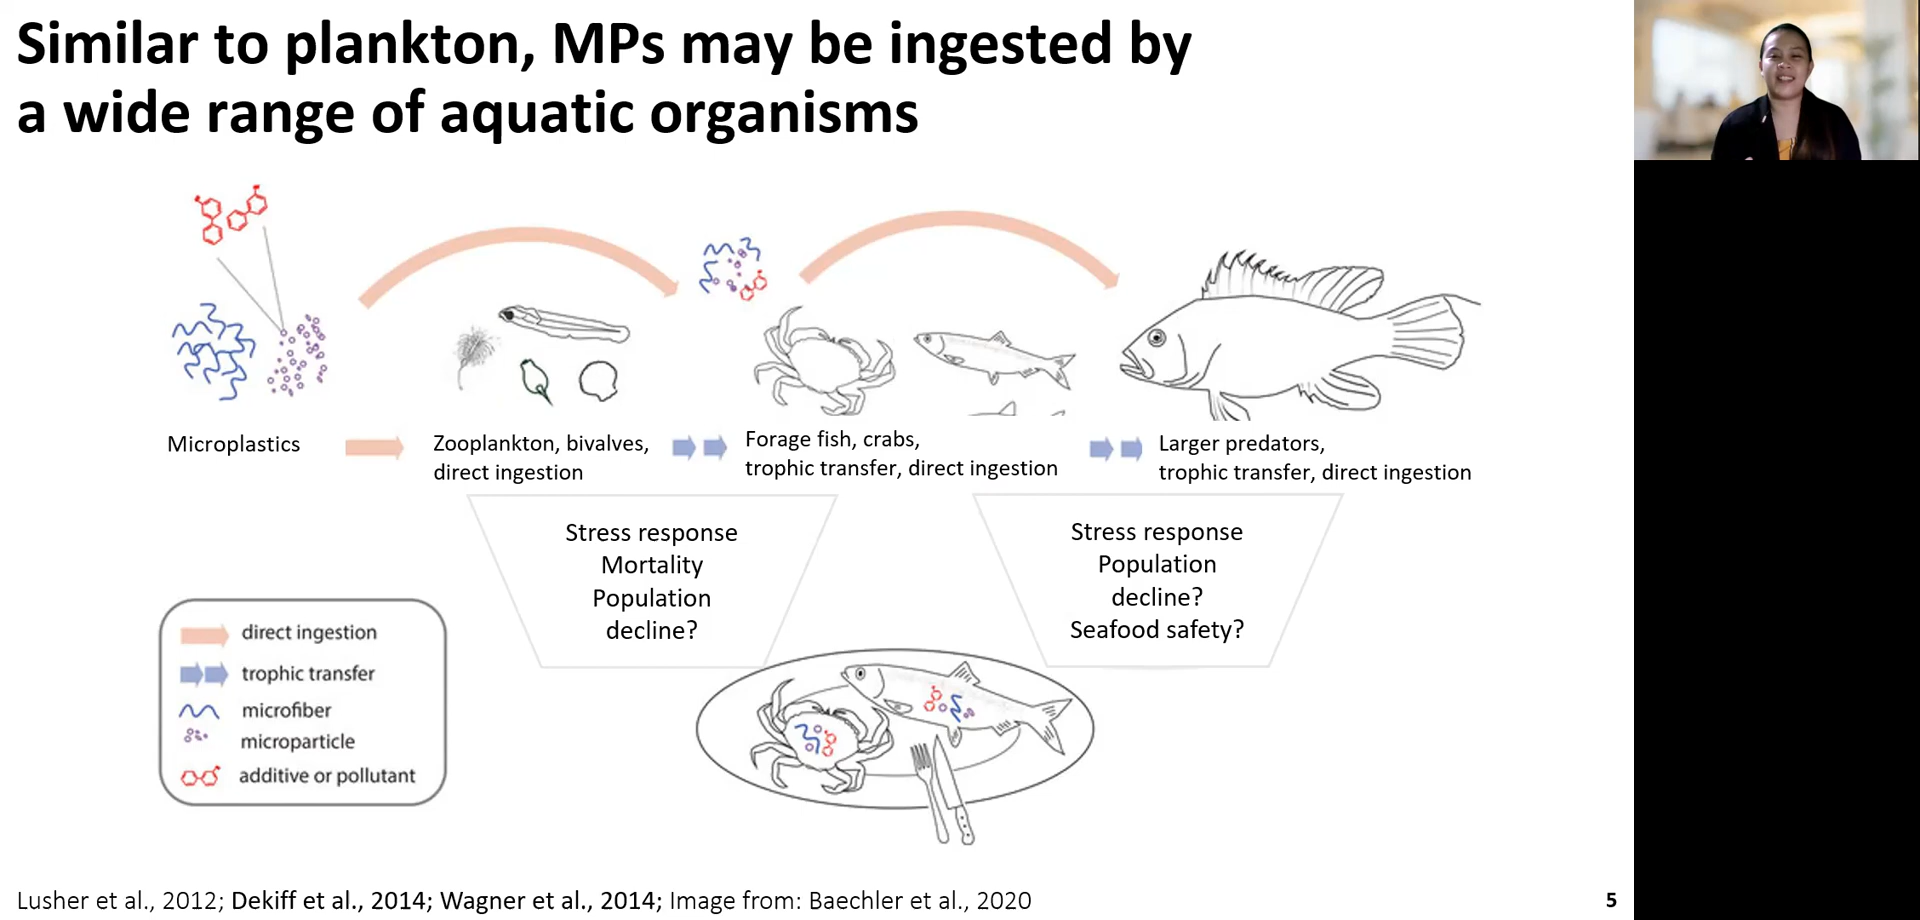 Similar to plankton, MPs may be ingested by
a wide range of aquatic organisms
Microplastics
Zooplankton, bivalves,
direct ingestion
Forage fish, crabs,
trophic transfer, direct ingestion
Larger predators,
trophic transfer, direct ingestion
Stress response
Mortality
Population
decline?
Stress response
Population
decline?
Seafood safety?
direct ingestion
trophic transfer
microfiber
microparticle
additive or pollutant
Lusher et al., 2012; Dekiff et al., 2014; Wagner et al., 2014; Image from: Baechler et al., 2020
5